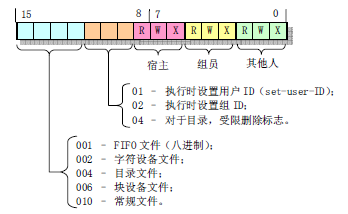 15 8 7 0
R W X R W X R W X
宿主 组员 其他人
01 - 执行时设置用户 ID（set-user-ID）；
02 - 执行时设置组 ID；
04 - 对于目录，受限删除标志。
001 - FIFO 文件（八进制）；
002 - 字符设备文件；
004 - 目录文件；
006 - 块设备文件；
010 - 常规文件。